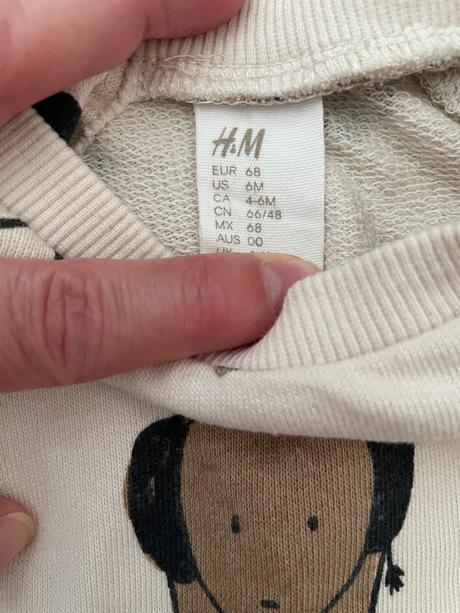 H&M
EUR 68
US 6M
CA 4-6M
CN 66/48
MX 68
AUS 00